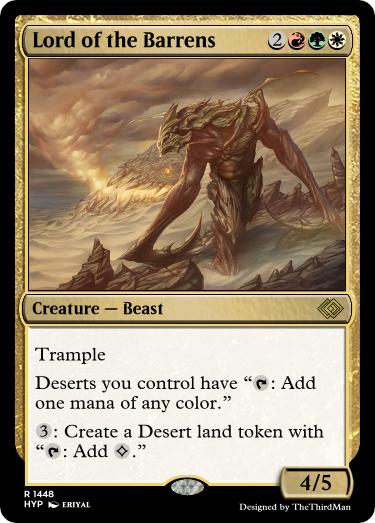 Lord of the Barrens 2
Creature — Beast
Trample
Deserts you control have “: Add
one mana of any color.”
3: Create a Desert land token with
“: Add .”
4/5
R 1448
HYP ERIYAL
Designed by TheThirdMan